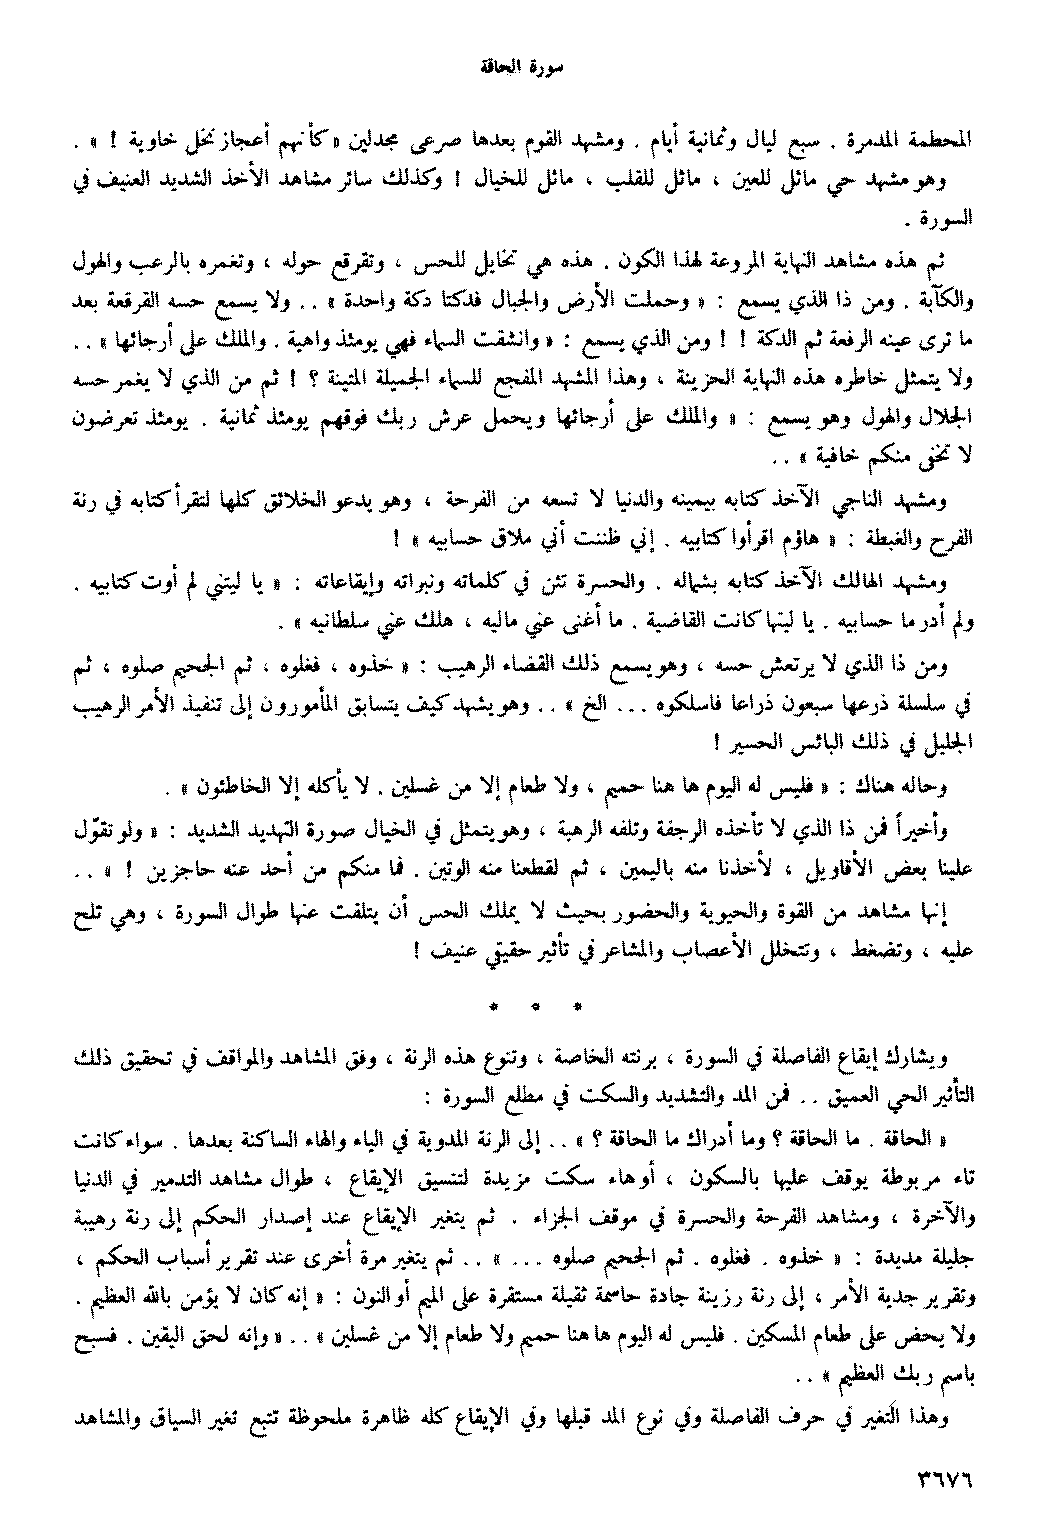 سورة الحاقة
المحطمة المدمرة . سبع ليال وثمانية أيام . ومشهد القوم بعدها صرعى مجدلين « كأنهم أعجاز نخل خاوية ! » .
وهو مشهد حي ماثل للعين ، ماثل للقلب ، ماثل للخيال ! وكذلك سائر مشاهد الأخذ الشديد العنيف في
السورة .
ثم هذه مشاهد النهاية المروعة لهذا الكون . هذه هي تخايل للحس ، وتقرقع حوله ، وتغمره بالرعب والهول
والكآبة . ومن ذا الذي يسمع : « وحملت الأرض والجبال فدكتا دكة واحدة » .. ولا يسمع حسه القرقعة بعد
ما ترى عينه الرفعة ثم الدكة ! ! ومن الذي يسمع : « وانشقت السماء فهي يومئذ واهية . والملك على أرجائها » ..
ولا يتمثل خاطره هذه النهاية الحزينة ، وهذا المشهد المفجع للسماء الجميلة المتينة ؟ ! ثم من الذي لا يغمر حسه
الجلال والهول وهو يسمع : « والملك على أرجائها ويحمل عرش ربك فوقهم يومئذ ثمانية . يومئذ تعرضون
لا تخفى منكم خافية » ..
ومشهد الناجي الآخذ كتابه بيمينه والدنيا لا تسعه من الفرحة ، وهو يدعو الخلائق كلها لتقرأ كتابه في رنة
الفرح والغبطة : « هاؤم اقرأوا كتابيه . إني ظننت أني ملاق حسابيه » !
ومشهد الهالك الآخذ كتابه بشماله . والحسرة تئن في كلماته ونبراته وإيقاعاته : « يا ليتني لم أوت كتابيه .
ولم أدر ما حسابيه . يا ليتها كانت القاضية . ما أغنى عني ماليه ، هلك عني سلطانيه » .
ومن ذا الذي لا يرتعش حسه ، وهو يسمع ذلك القضاء الرهيب : « خذوه ، فغلوه ، ثم الجحيم صلوه ، ثم
في سلسلة ذرعها سبعون ذراعا فاسلكوه ... الخ » .. وهو يشهد كيف يتسابق المأمورون إلى تنفيذ الأمر الرهيب
الجليل في ذلك البائس الحسير !
وحاله هناك : « فليس له اليوم ها هنا حميم ، ولا طعام إلا من غسلين . لا يأكله إلا الخاطئون » .
وأخيراً فمن ذا الذي لا تأخذه الرجفة وتلفه الرهبة ، وهو يتمثل في الخيال صورة التهديد الشديد : « ولو تقوّل
علينا بعض الأقاويل ، لأخذنا منه باليمين ، ثم لقطعنا منه الوتين . فما منكم من أحد عنه حاجزين ! » ..
إنها مشاهد من القوة والحيوية والحضور بحيث لا يملك الحس أن يتلفت عنها طوال السورة ، وهي تلح
عليه ، وتضغط ، وتتخلل الأعصاب والمشاعر في تأثير حقيقي عنيف !
* * *
ويشارك إيقاع الفاصلة في السورة ، برنته الخاصة ، وتنوع هذه الرنة ، وفق المشاهد والمواقف في تحقيق ذلك
التأثير الحي العميق .. فمن المد والتشديد والسكت في مطلع السورة :
« الحاقة . ما الحاقة ؟ وما أدراك ما الحاقة ؟ » .. إلى الرنة المدوية في الياء والهاء الساكنة بعدها . سواء كانت
تاء مربوطة يوقف عليها بالسكون ، أو هاء سكت مزيدة لتنسيق الإيقاع ، طوال مشاهد التدمير في الدنيا
والآخرة ، ومشاهد الفرحة والحسرة في موقف الجزاء . ثم يتغير الإيقاع عند إصدار الحكم إلى رنة رهيبة
جليلة مديدة : « خذوه . فغلوه . ثم الجحيم صلوه ... » .. ثم يتغير مرة أخرى عند تقرير أسباب الحكم ،
وتقرير جدية الأمر ، إلى رنة رزينة جادة حاسمة ثقيلة مستقرة على الميم أو النون : « إنه كان لا يؤمن بالله العظيم .
ولا يحض على طعام المسكين . فليس له اليوم ها هنا حميم ولا طعام إلا من غسلين » .. « وإنه لحق اليقين . فسبح
باسم ربك العظيم » ..
وهذا التغير في حرف الفاصلة وفي نوع المد قبلها وفي الإيقاع كله ظاهرة ملحوظة تتبع تغير السياق والمشاهد
٣٦٧٦